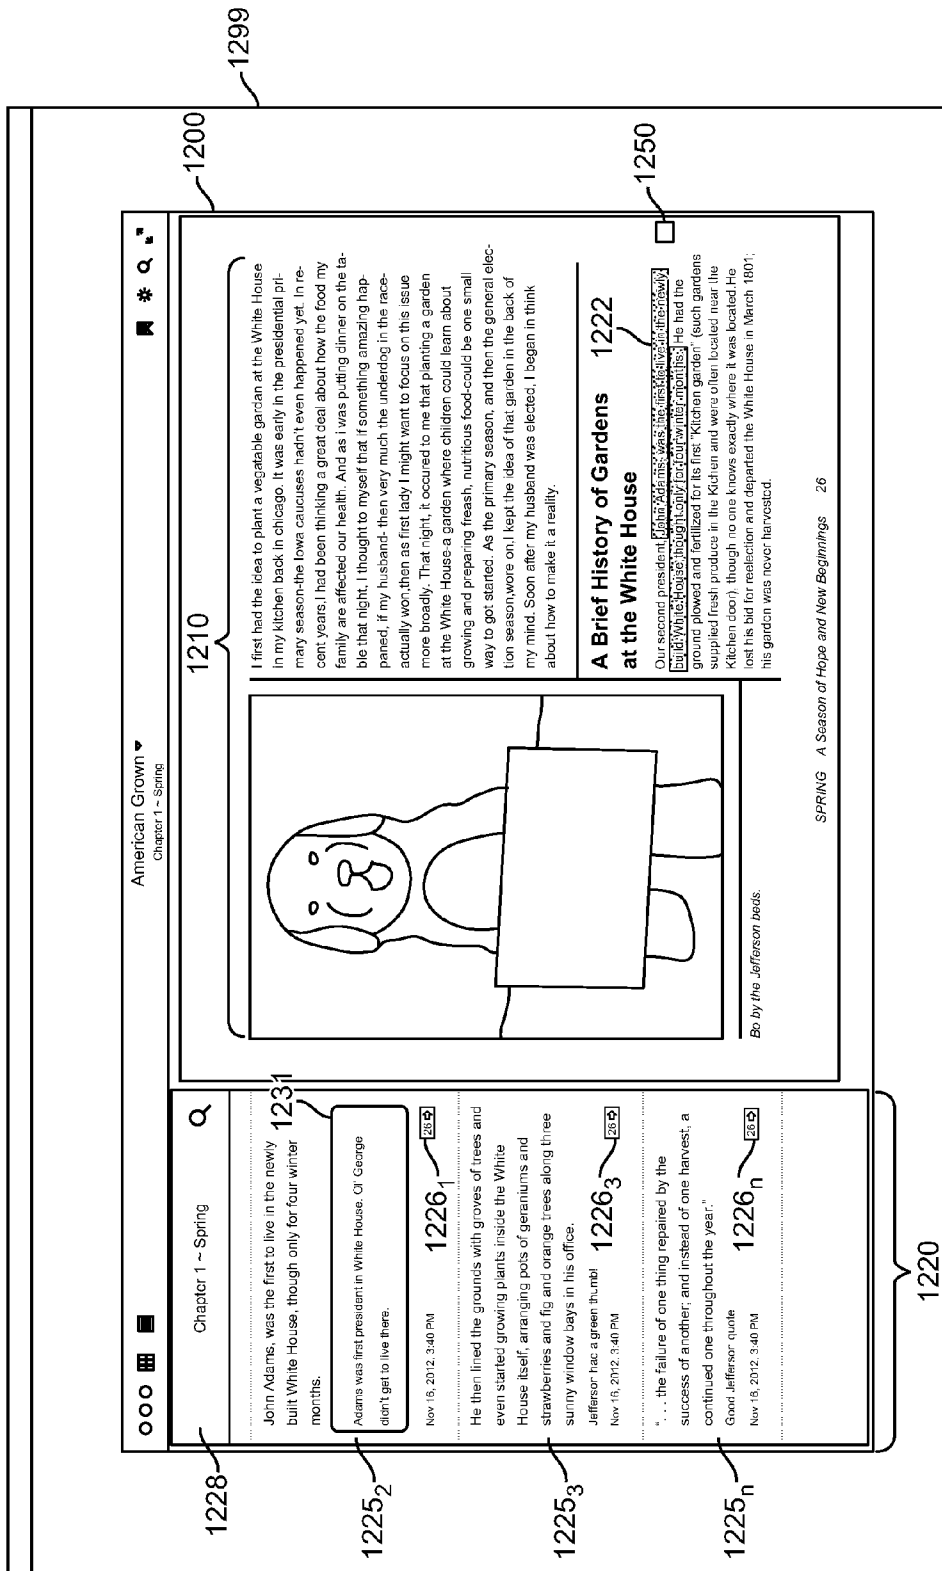 1299
1200
American Grown
Chapter 1 ~ Spring
1228
Chapter 1 ~ Spring
1231
John Adams, was the first to live in the newly
built White House, though only for four winter
months.
1225₂
Adams was first president in White House. Ol' George
didn't get to live there.
Nov 16, 2012, 3:40 PM
1226₁
26
He then lined the grounds with groves of trees and
even started growing plants inside the White
House itself, arranging pots of geraniums and
strawberries and fig and orange trees along three
sunny window bays in his office.
1225₃
Jefferson had a green thumb!
Nov 16, 2012, 3:40 PM
1226₃
26
". . . the failure of one thing repaired by the
success of another; and instead of one harvest, a
continued one throughout the year."
1225ₙ
Good Jefferson quote
Nov 16, 2012, 3:40 PM
1226ₙ
26
1220
1210
Bo by the Jefferson beds.
I first had the idea to plant a vegatable gardan at the White House
in my kitchen back in chicago. It was early in the presidential pri-
mary season-the Iowa caucuses hadn't even happened yet. In re-
cent years,I had been thinking a great deal about how the food my
family are affected our health. And as i was putting dinner on the ta-
ble that night, I thought to myself that if something amazing hap-
paned, if my husband- then very much the underdog in the race-
actually won,then as first lady I might want to focus on this issue
more broadly. That night, it occured to me that planting a garden
at the White House-a garden where children could learn about
growing and preparing freash, nutritious food-could be one small
way to got started. As the primary season, and then the general elec-
tion season,wore on,I kept the idea of that garden in the back of
my mind. Soon after my husband was elected, I began in think
about how to make it a reality.
A Brief History of Gardens
at the White House
1222
1250
Our second president, John Adams, was the first to live in the newly
build White House, thought only for four winter months. He had the
ground plowed and fertilized for its first "Kitchen garden" (such gardens
supplied fresh produce in the Kichen and were often located near the
Kitchen door), though no one knows exactly where it was located.He
lost his bid for reelection and departed the White House in March 1801;
his gardon was never harvosted.
SPRING A Season of Hope and New Beginnings 26